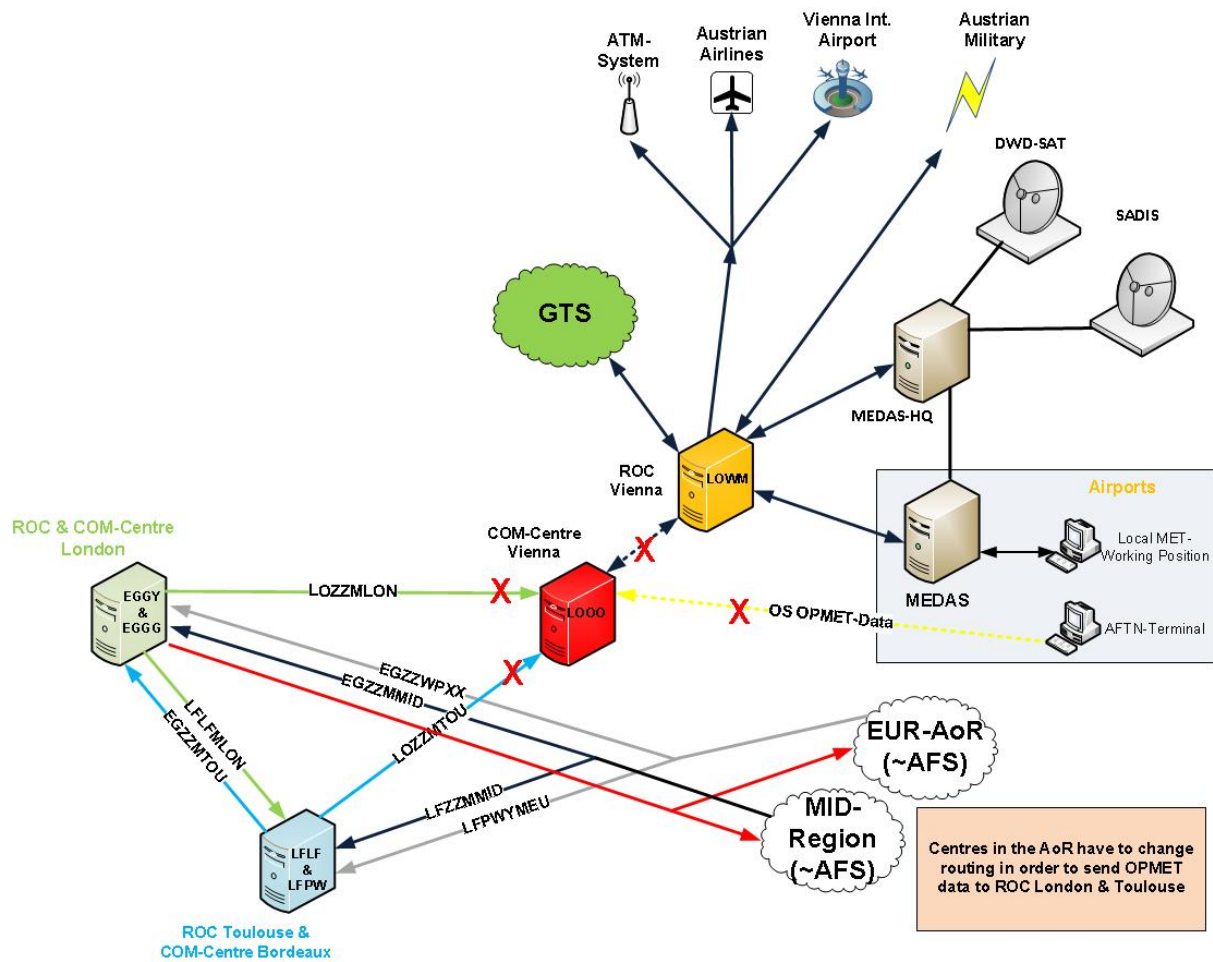 ATM-
System
Austrian
Airlines
Vienna Int.
Airport
Austrian
Military
DWD-SAT
SADIS
GTS
MEDAS-HQ
ROC
Vienna
LOWM
Airports
Local MET-
Working Position
MEDAS
AFTN-Terminal
ROC & COM-Centre
London
COM-Centre
Vienna
X
EGGY
&
EGGG
LOZZMLON
X
LOOO
X
OS OPMET-Data
X
EGZZWPXX
EGZZMMID
LFLFMLON
EGZZMTOU
LOZZMTOU
LFZZMMID
LFPWYMEU
EUR-AoR
(~AFS)
MID-
Region
(~AFS)
LFLF
&
LFPW
Centres in the AoR have to change
routing in order to send OPMET
data to ROC London & Toulouse
ROC Toulouse &
COM-Centre Bordeaux